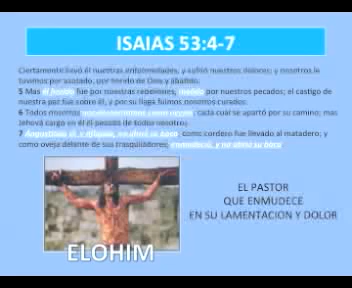 ISAIAS 53:4-7
Ciertamente llevó él nuestras enfermedades, y sufrió nuestros dolores; y nosotros le
tuvimos por azotado, por herido de Dios y abatido.
5 Mas él herido fue por nuestras rebeliones, molido por nuestros pecados; el castigo de
nuestra paz fue sobre él, y por su llaga fuimos nosotros curados.
6 Todos nosotros nos descarriamos como ovejas, cada cual se apartó por su camino; mas
Jehová cargó en él el pecado de todos nosotros.
7 Angustiado él, y afligido, no abrió su boca; como cordero fue llevado al matadero; y
como oveja delante de sus trasquiladores, enmudeció, y no abrió su boca
EL PASTOR
QUE ENMUDECE
EN SU LAMENTACION Y DOLOR
ELOHIM